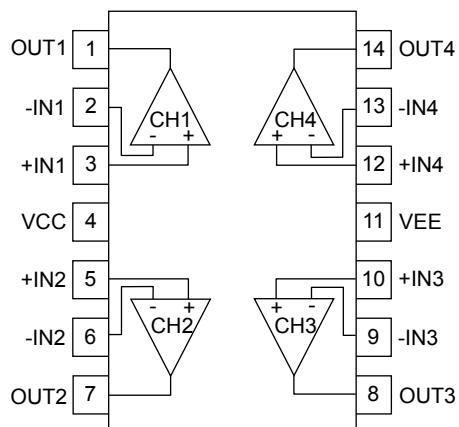 OUT1 1 14 OUT4
-IN1 2 13 -IN4
CH1 CH4
- + + -
+IN1 3 12 +IN4
VCC 4 11 VEE
+IN2 5 10 +IN3
- + + -
CH2 CH3
-IN2 6 9 -IN3
OUT2 7 8 OUT3